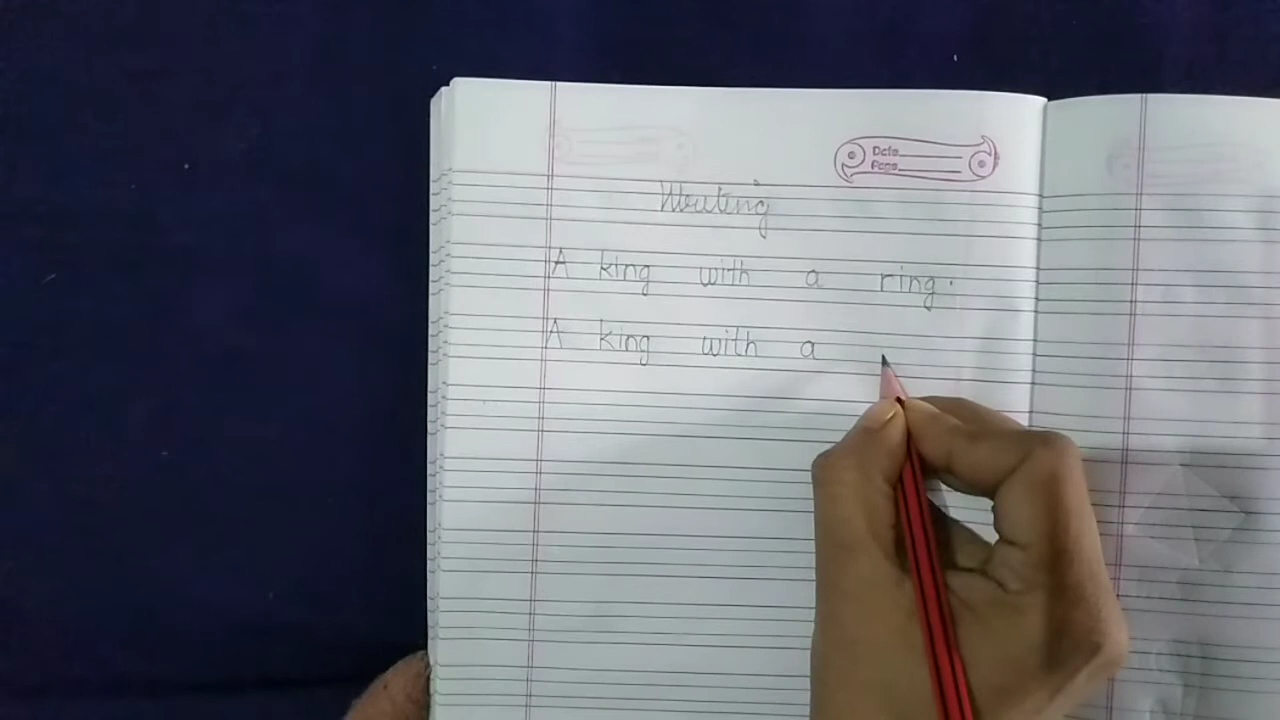 Date
Page
Writing
A king with a ring.
A king with a